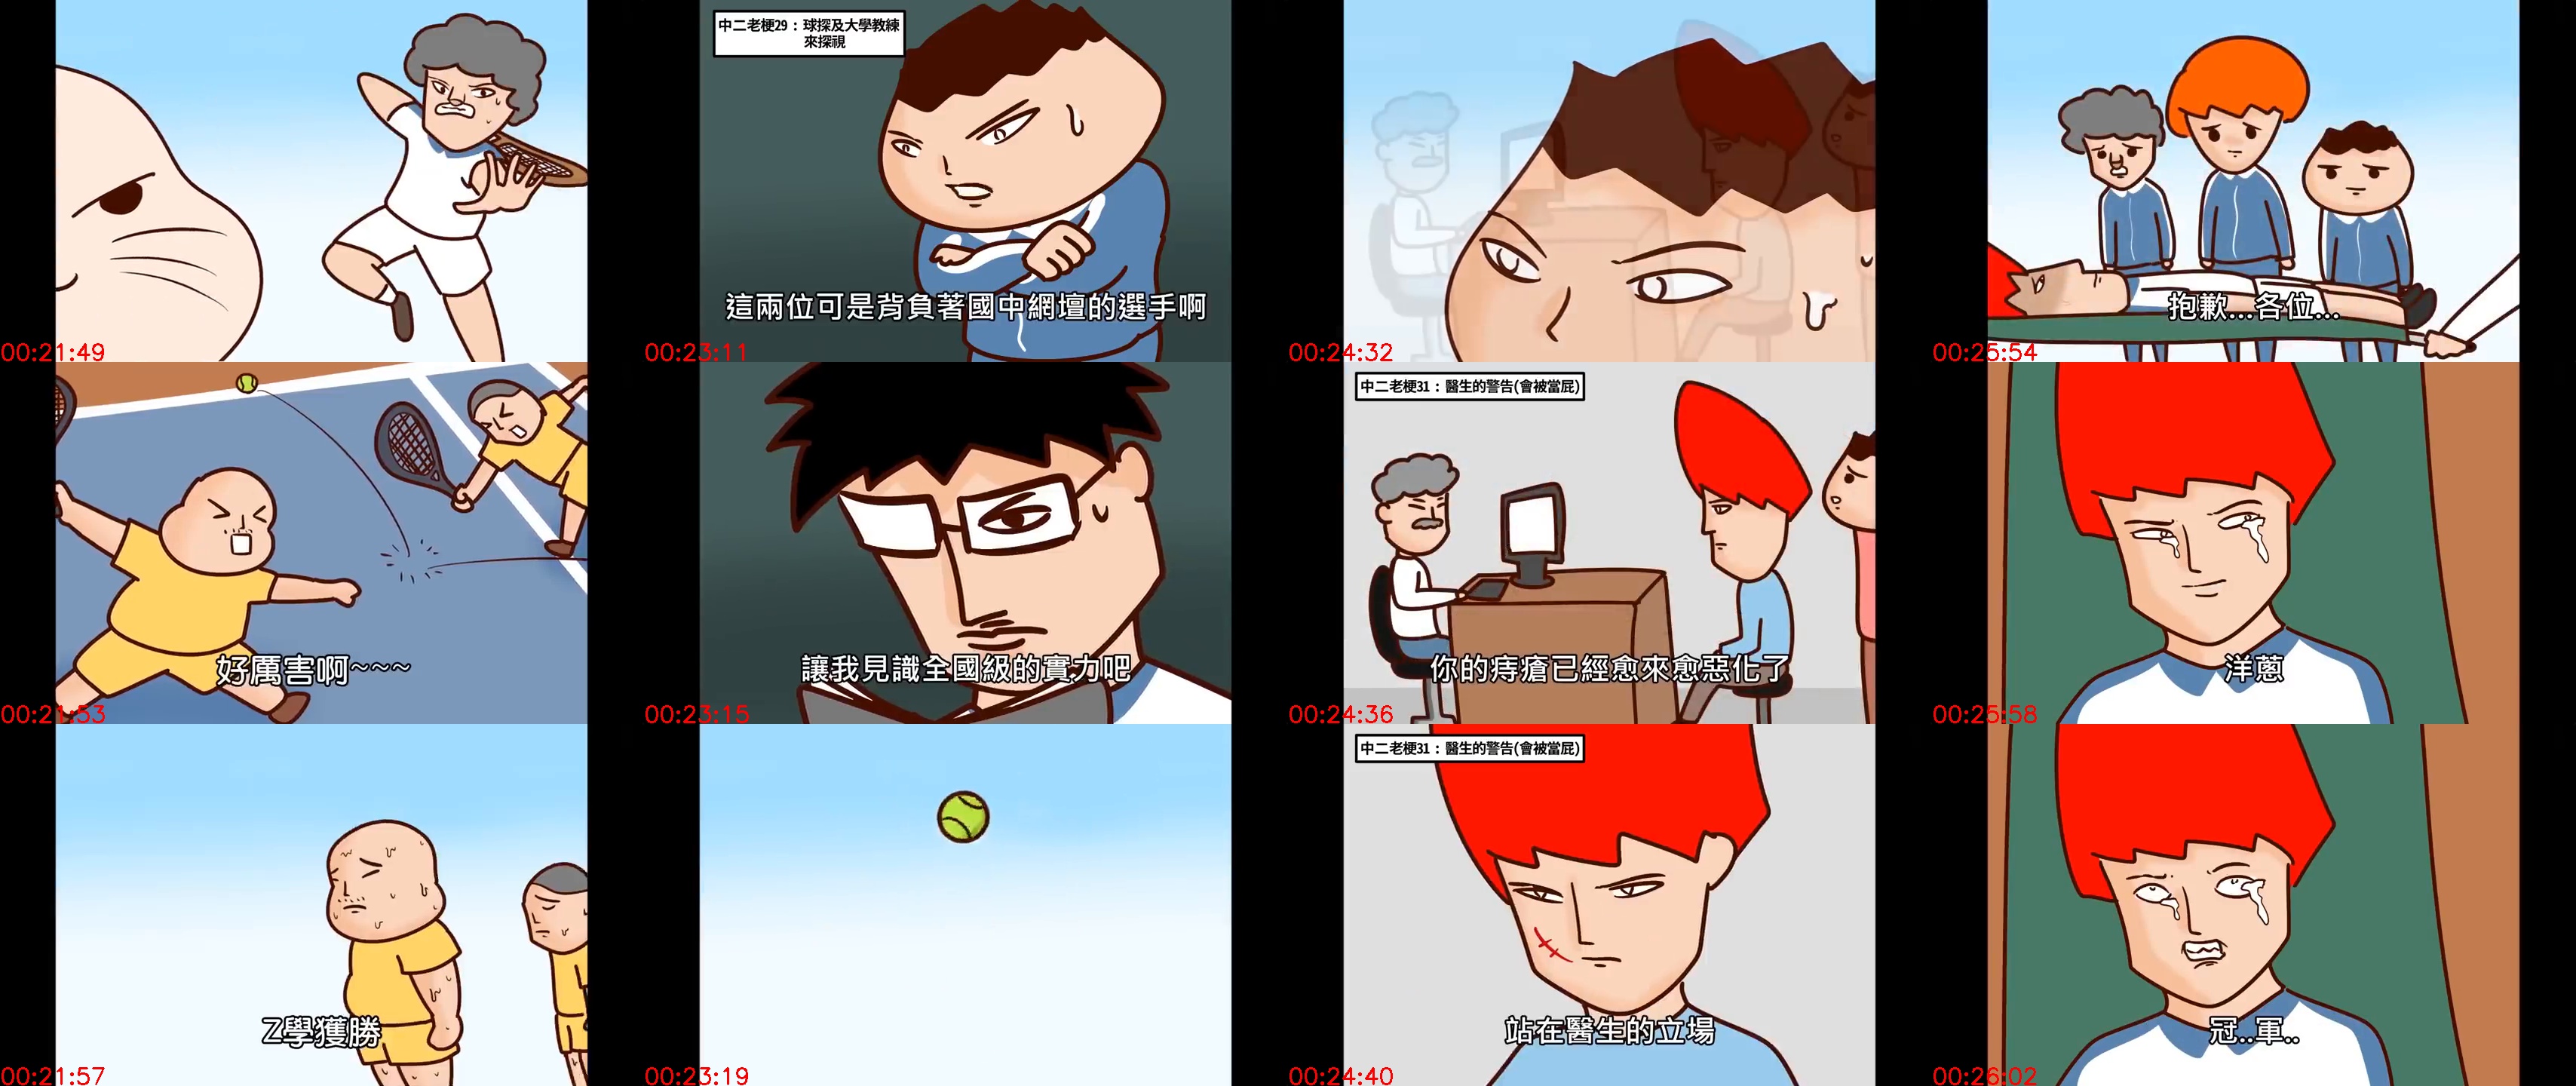 00:21:49
中二老梗29：球探及大學教練
來探視
這兩位可是背負著國中網壇的選手啊
00:23:11
00:24:32
抱歉...各位...
00:25:54
好厲害啊~~~
00:21:53
讓我見識全國級的實力吧
00:23:15
中二老梗31：醫生的警告(會被當屁)
你的痔瘡已經愈來愈惡化了
00:24:36
洋蔥
00:25:58
Z學獲勝
00:21:57
00:23:19
中二老梗31：醫生的警告(會被當屁)
站在醫生的立場
00:24:40
冠..軍..
00:26:02